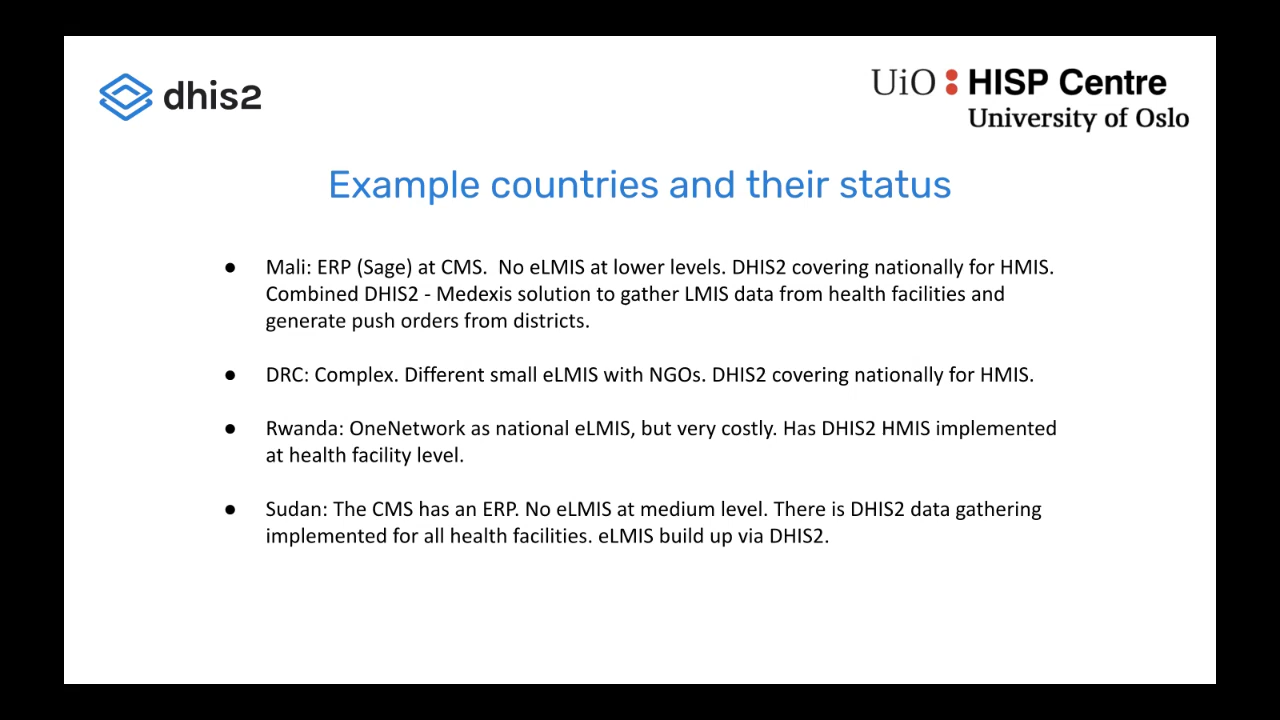 dhis2
UiO : HISP Centre
University of Oslo
Example countries and their status
● Mali: ERP (Sage) at CMS.  No eLMIS at lower levels. DHIS2 covering nationally for HMIS.
Combined DHIS2 - Medexis solution to gather LMIS data from health facilities and
generate push orders from districts.
● DRC: Complex. Different small eLMIS with NGOs. DHIS2 covering nationally for HMIS.
● Rwanda: OneNetwork as national eLMIS, but very costly. Has DHIS2 HMIS implemented
at health facility level.
● Sudan: The CMS has an ERP. No eLMIS at medium level. There is DHIS2 data gathering
implemented for all health facilities. eLMIS build up via DHIS2.